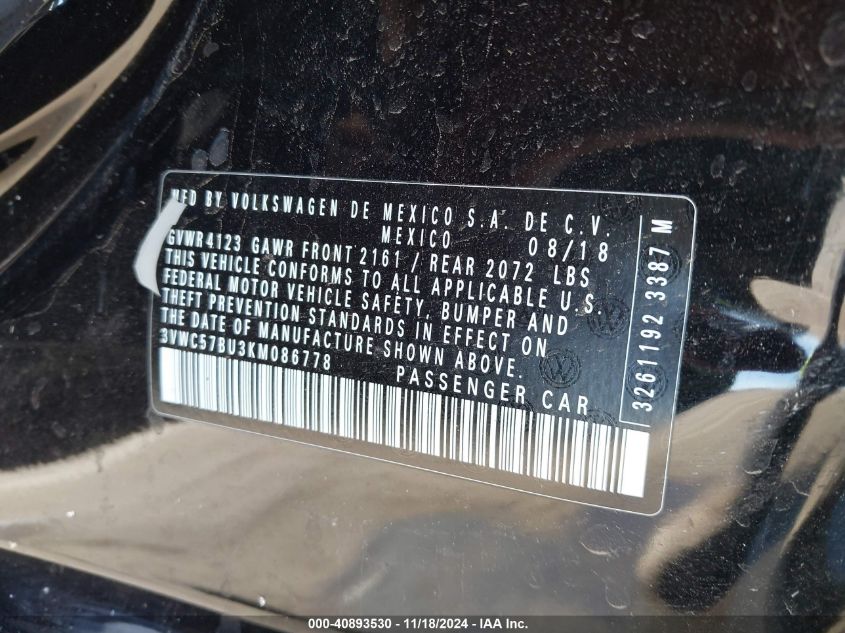 MFD BY VOLKSWAGEN DE MEXICO S.A. DE C.V.
MEXICO 08/18
GVWR4123 GAWR FRONT 2161 / REAR 2072 LBS
THIS VEHICLE CONFORMS TO ALL APPLICABLE U.S.
FEDERAL MOTOR VEHICLE SAFETY, BUMPER AND
THEFT PREVENTION STANDARDS IN EFFECT ON
THE DATE OF MANUFACTURE SHOWN ABOVE.
3VWC57BU3KM086778 PASSENGER CAR
3261192 3387 M
000-40893530 - 11/18/2024 - IAA Inc.